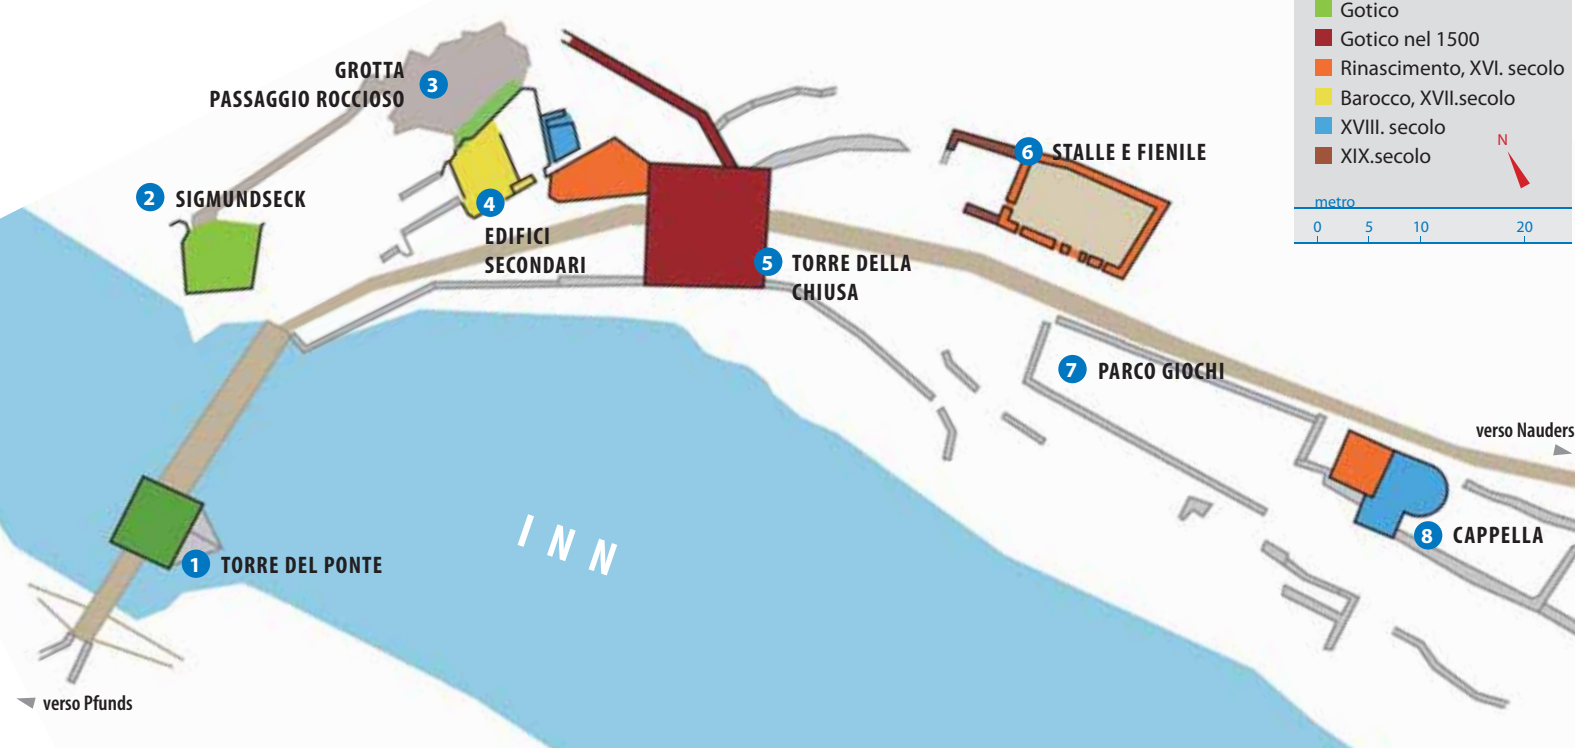 Gotico
Gotico nel 1500
Rinascimento, XVI. secolo
Barocco, XVII.secolo
XVIII. secolo
XIX.secolo
N
metro
0 5 10 20
GROTTA
PASSAGGIO ROCCIOSO
3
2 SIGMUNDSECK
4
EDIFICI
SECONDARI
5 TORRE DELLA
CHIUSA
6 STALLE E FIENILE
7 PARCO GIOCHI
verso Nauders
8 CAPPELLA
INN
1 TORRE DEL PONTE
verso Pfunds